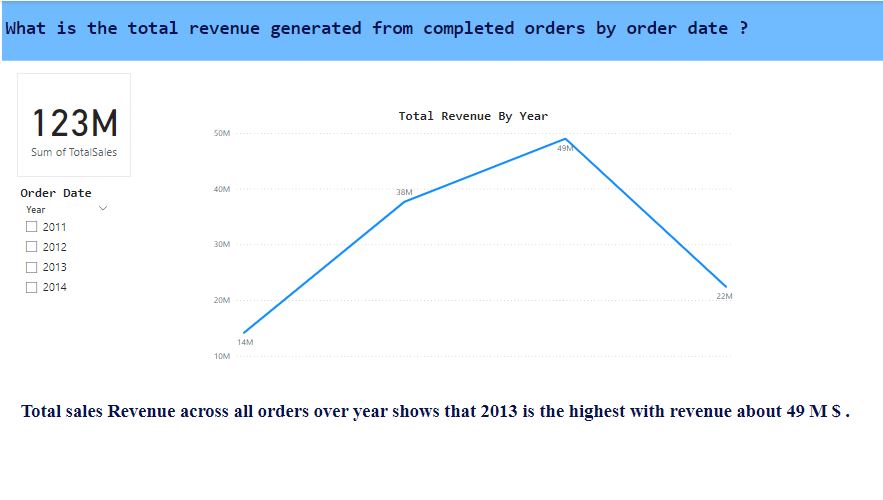 What is the total revenue generated from completed orders by order date ?
123M
Sum of TotalSales
Order Date
Year
2011
2012
2013
2014
Total Revenue By Year
50M
40M
30M
20M
10M
14M
38M
49M
22M
Total sales Revenue across all orders over year shows that 2013 is the highest with revenue about 49 M $ .